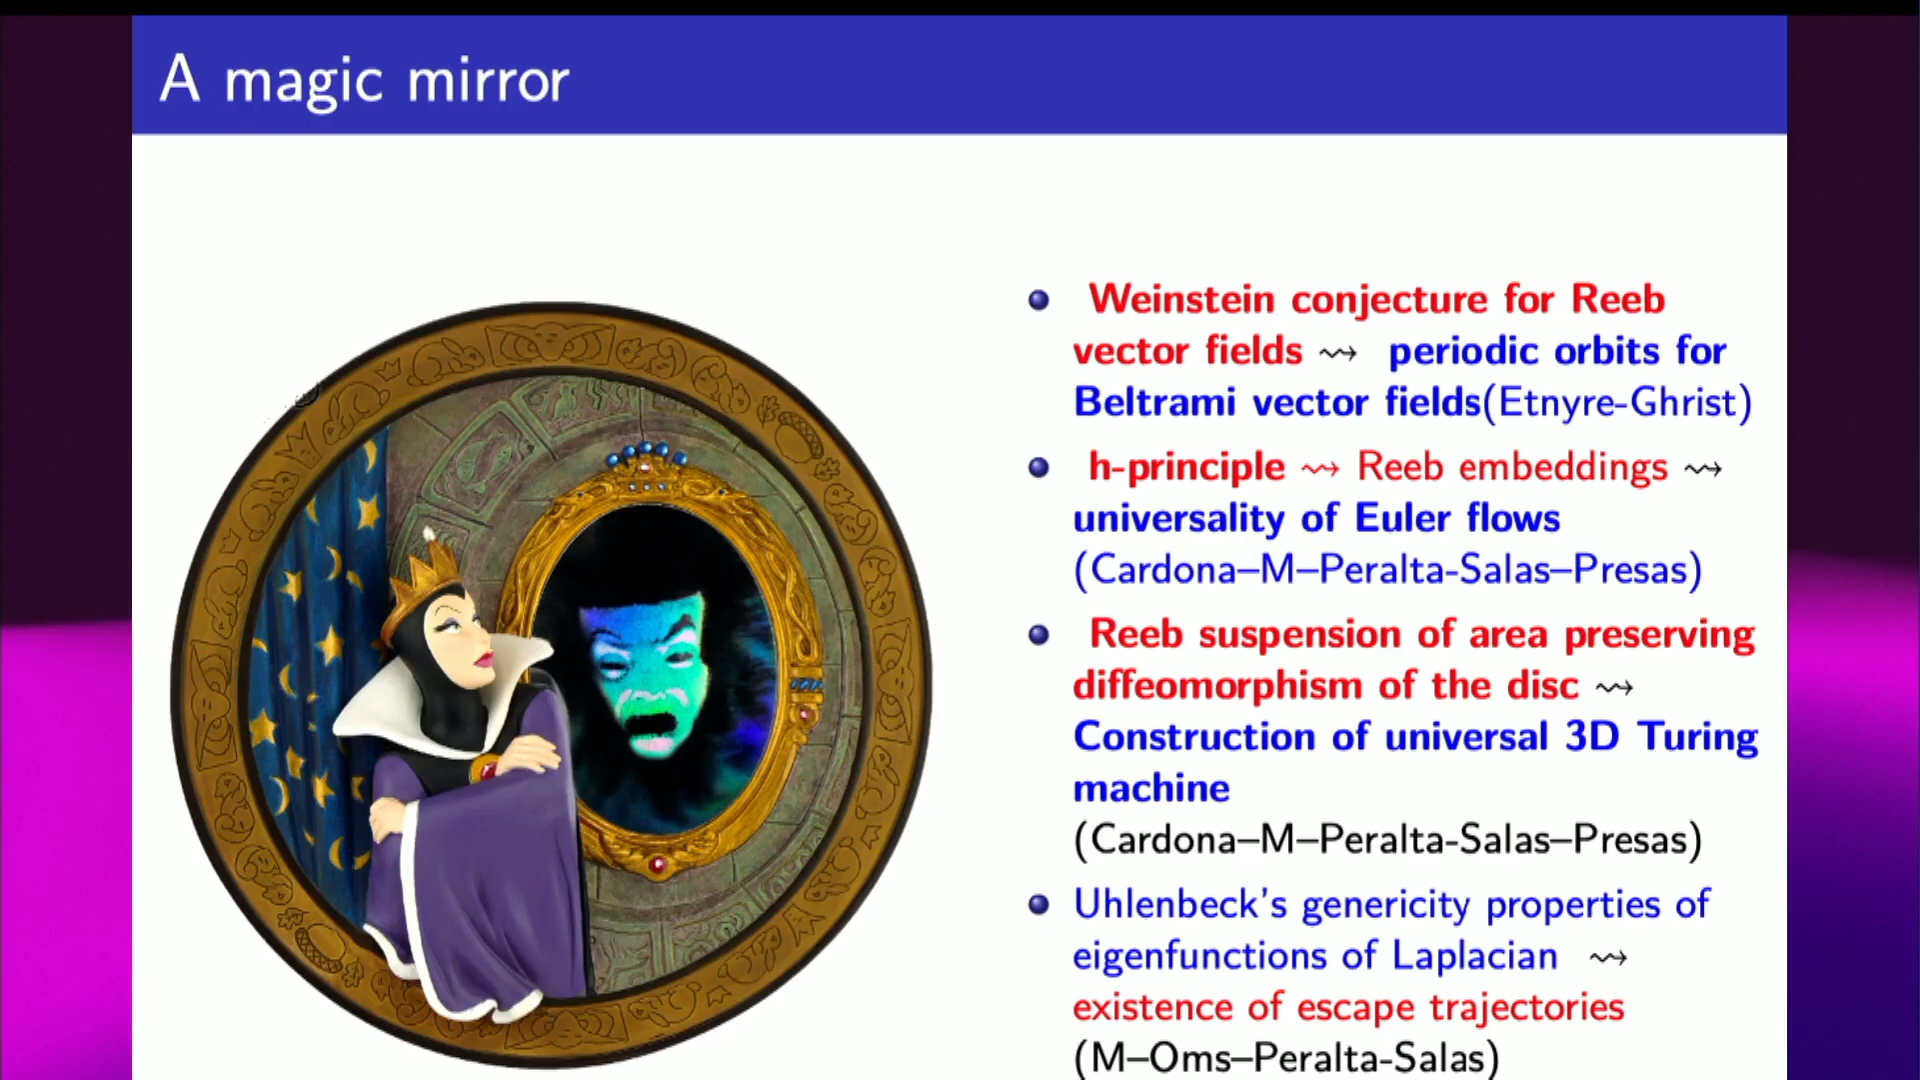 A magic mirror
Weinstein conjecture for Reeb
vector fields ⇝ periodic orbits for
Beltrami vector fields(Etnyre-Ghrist)
h-principle ⇝ Reeb embeddings ⇝
universality of Euler flows
(Cardona–M–Peralta-Salas–Presas)
Reeb suspension of area preserving
diffeomorphism of the disc ⇝
Construction of universal 3D Turing
machine
(Cardona–M–Peralta-Salas–Presas)
Uhlenbeck's genericity properties of
eigenfunctions of Laplacian ⇝
existence of escape trajectories
(M–Oms–Peralta-Salas)